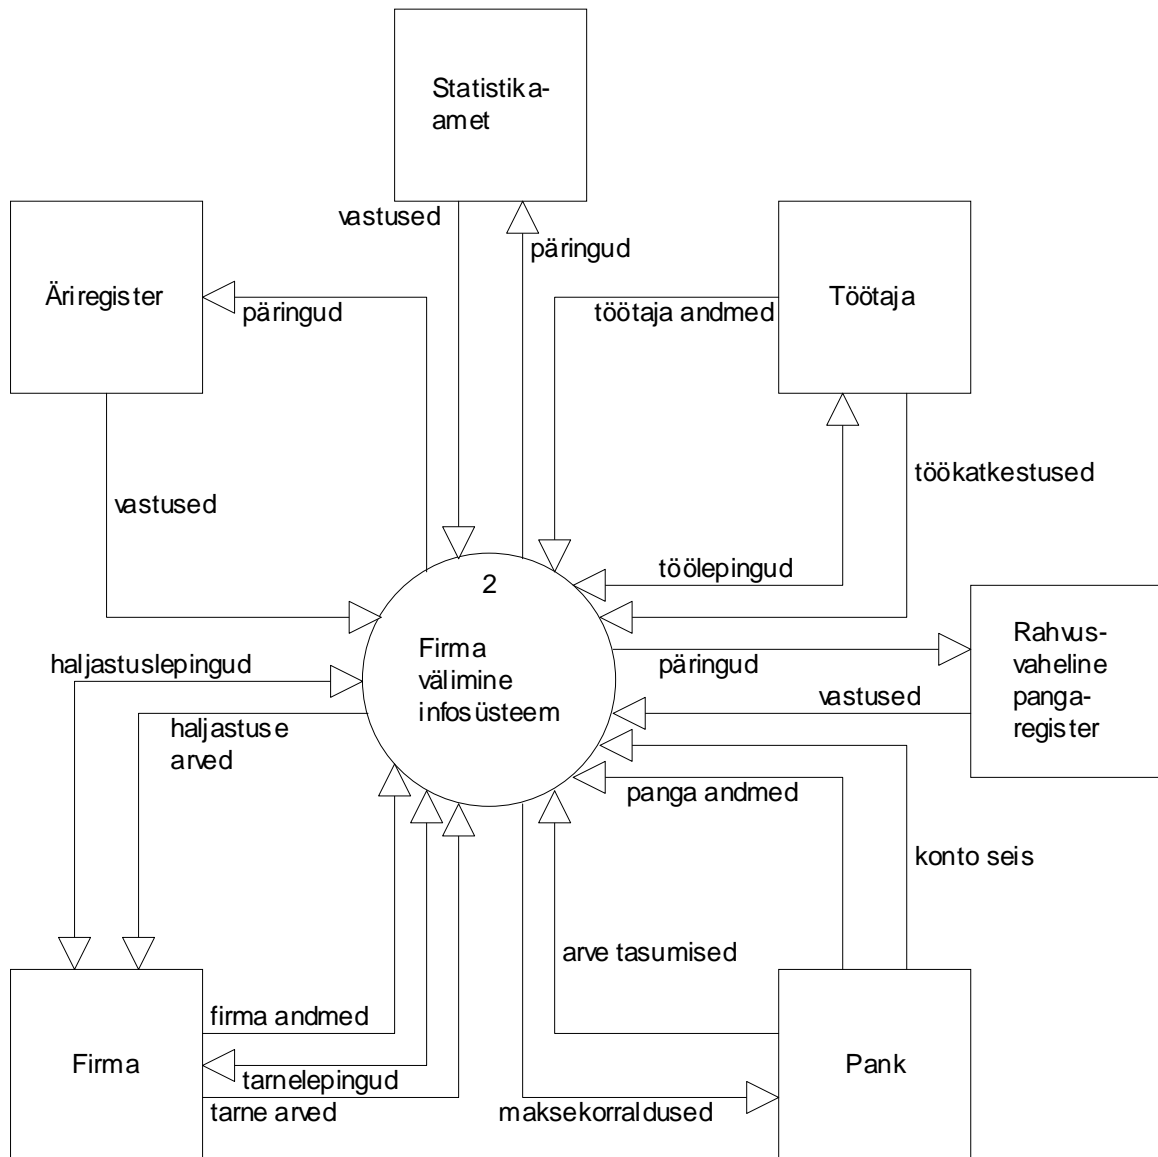 Statistika-
amet
vastused
päringud
Äriregister
päringud
töötaja andmed
Töötaja
töökatkestused
vastused
töölepingud
2
Firma
välimine
infosüsteem
Rahvus-
vaheline
panga-
register
haljastuslepingud
päringud
vastused
haljastuse
arved
panga andmed
konto seis
arve tasumised
firma andmed
Firma
tarnelepingud
tarne arved
maksekorraldused
Pank